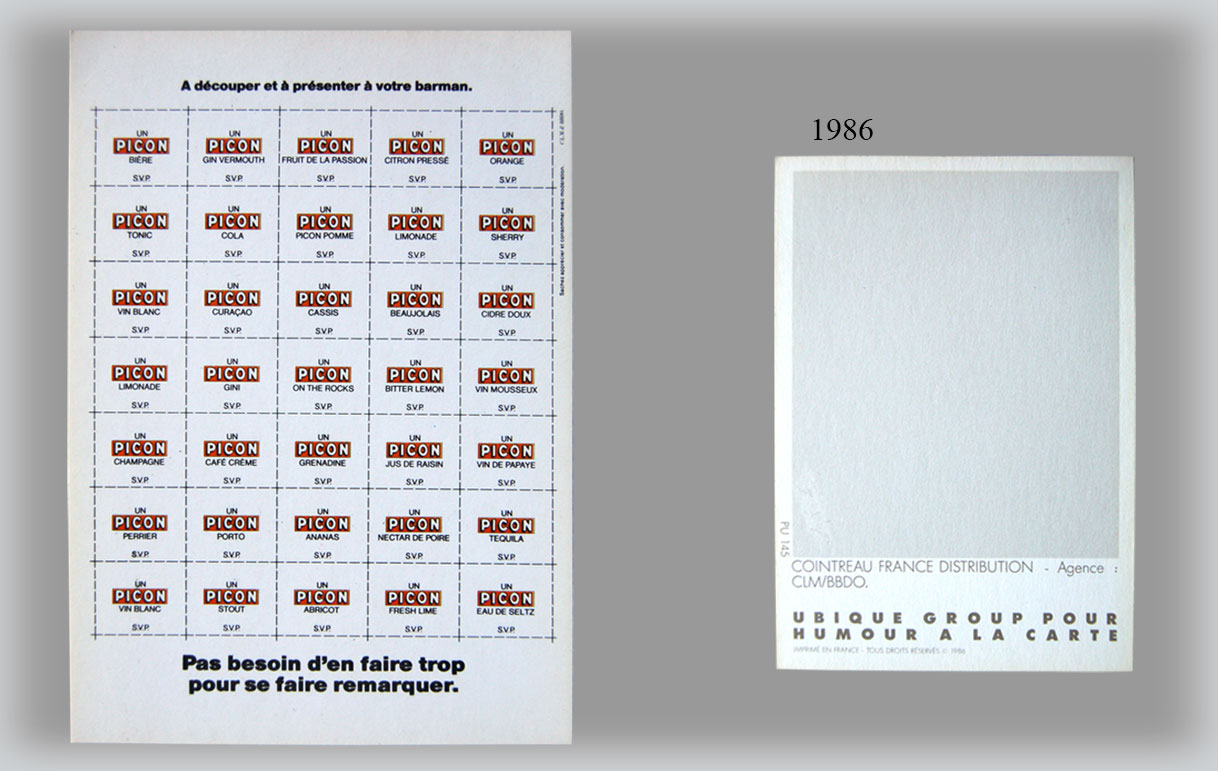 A découper et à présenter à votre barman.
UN PICON BIÈRE S.V.P.
UN PICON GIN VERMOUTH S.V.P.
UN PICON FRUIT DE LA PASSION S.V.P.
UN PICON CITRON PRESSÉ S.V.P.
UN PICON ORANGE S.V.P.
UN PICON TONIC S.V.P.
UN PICON COLA S.V.P.
UN PICON PICON POMME S.V.P.
UN PICON LIMONADE S.V.P.
UN PICON SHERRY S.V.P.
UN PICON VIN BLANC S.V.P.
UN PICON CURAÇAO S.V.P.
UN PICON CASSIS S.V.P.
UN PICON BEAUJOLAIS S.V.P.
UN PICON CIDRE DOUX S.V.P.
UN PICON LIMONADE S.V.P.
UN PICON GINI S.V.P.
UN PICON ON THE ROCKS S.V.P.
UN PICON BITTER LEMON S.V.P.
UN PICON VIN MOUSSEUX S.V.P.
UN PICON CHAMPAGNE S.V.P.
UN PICON CAFÉ CRÈME S.V.P.
UN PICON GRENADINE S.V.P.
UN PICON JUS DE RAISIN S.V.P.
UN PICON VIN DE PAPAYE S.V.P.
UN PICON PERRIER S.V.P.
UN PICON PORTO S.V.P.
UN PICON ANANAS S.V.P.
UN PICON NECTAR DE POIRE S.V.P.
UN PICON TEQUILA S.V.P.
UN PICON VIN BLANC S.V.P.
UN PICON STOUT S.V.P.
UN PICON ABRICOT S.V.P.
UN PICON FRESH LIME S.V.P.
UN PICON EAU DE SELTZ S.V.P.
Sachez apprécier et consommer avec modération.
Pas besoin d'en faire trop
pour se faire remarquer.
1986
PU 145
COINTREAU FRANCE DISTRIBUTION - Agence :
CLM/BBDO.
UBIQUE GROUP POUR
HUMOUR A LA CARTE
IMPRIMÉ EN FRANCE - TOUS DROITS RÉSERVÉS © 1986